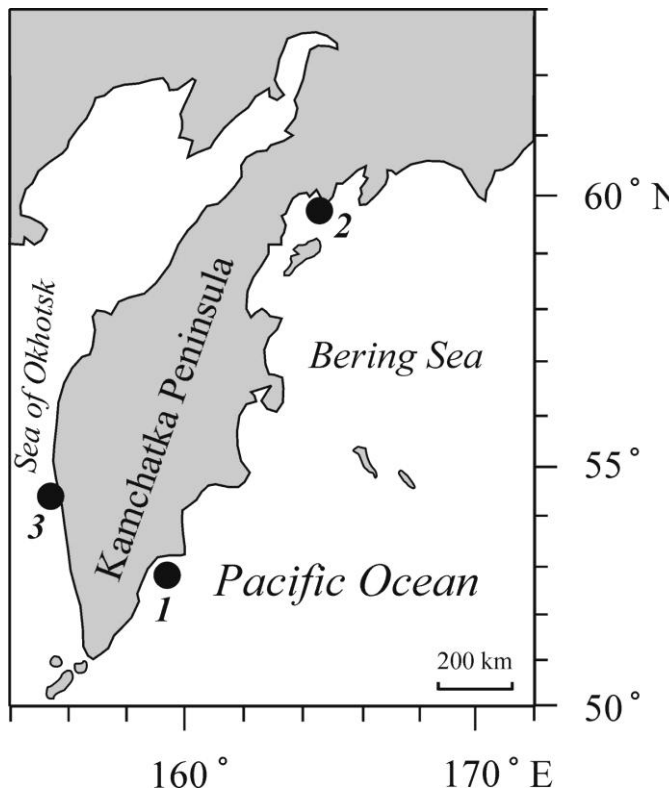 60° N
2
Sea of Okhotsk
Kamchatka Peninsula
Bering Sea
55°
3
1
Pacific Ocean
200 km
50°
160°
170° E